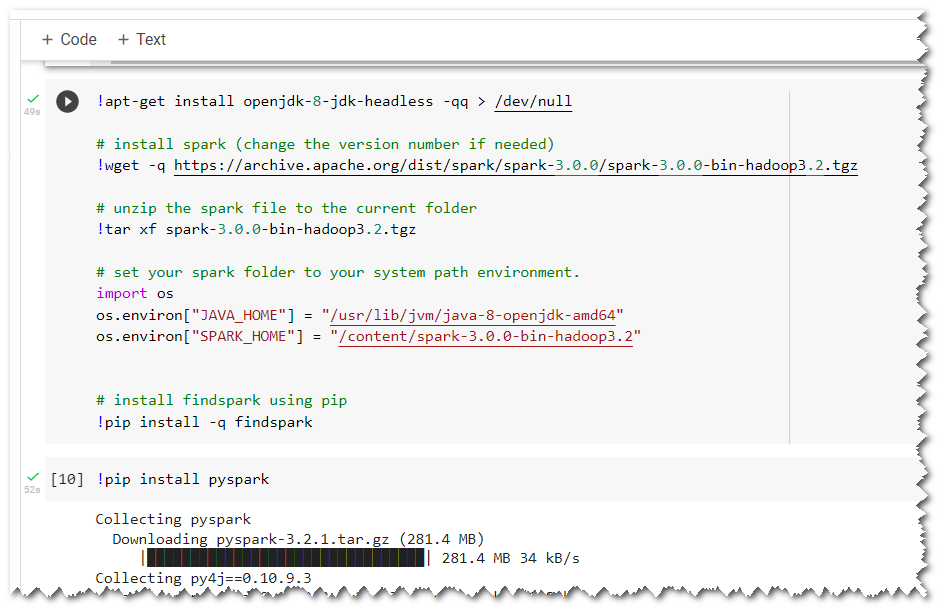 + Code + Text
49s
!apt-get install openjdk-8-jdk-headless -qq > /dev/null
# install spark (change the version number if needed)
!wget -q https://archive.apache.org/dist/spark/spark-3.0.0/spark-3.0.0-bin-hadoop3.2.tgz
# unzip the spark file to the current folder
!tar xf spark-3.0.0-bin-hadoop3.2.tgz
# set your spark folder to your system path environment.
import os
os.environ["JAVA_HOME"] = "/usr/lib/jvm/java-8-openjdk-amd64"
os.environ["SPARK_HOME"] = "/content/spark-3.0.0-bin-hadoop3.2"
# install findspark using pip
!pip install -q findspark
52s
[10] !pip install pyspark
Collecting pyspark
Downloading pyspark-3.2.1.tar.gz (281.4 MB)
281.4 MB 34 kB/s
Collecting py4j==0.10.9.3